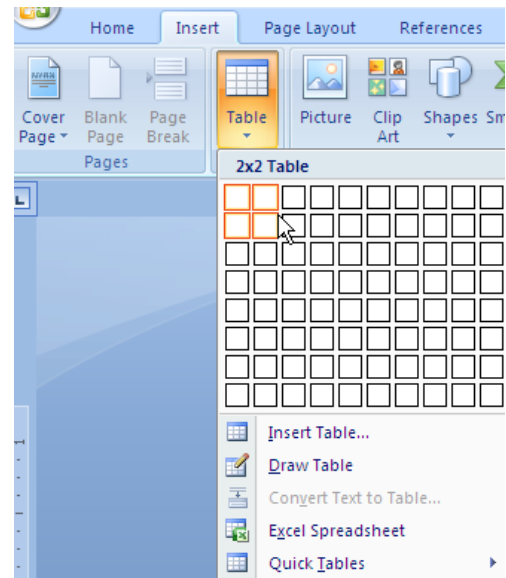 Home Insert Page Layout References
Cover Page Blank Page Page Break Table Picture Clip Art Shapes
Pages
2x2 Table
L
1
Insert Table...
Draw Table
Convert Text to Table...
Excel Spreadsheet
Quick Tables